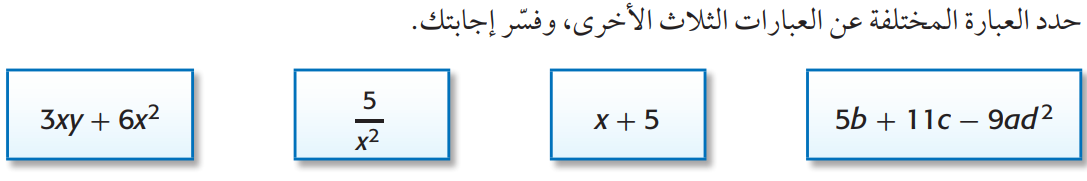 حدد العبارة المختلفة عن العبارات الثلاث الأخرى، وفسّر إجابتك.
5b + 11c − 9ad²
x + 5
5/x²
3xy + 6x²